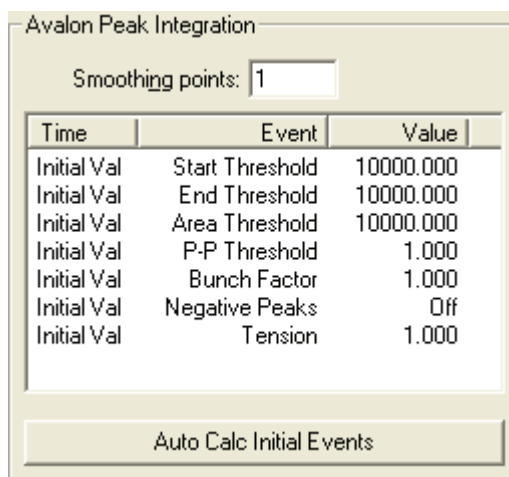 Avalon Peak Integration
Smoothing points: 1
Time Event Value
Initial Val Start Threshold 10000.000
Initial Val End Threshold 10000.000
Initial Val Area Threshold 10000.000
Initial Val P-P Threshold 1.000
Initial Val Bunch Factor 1.000
Initial Val Negative Peaks Off
Initial Val Tension 1.000
Auto Calc Initial Events